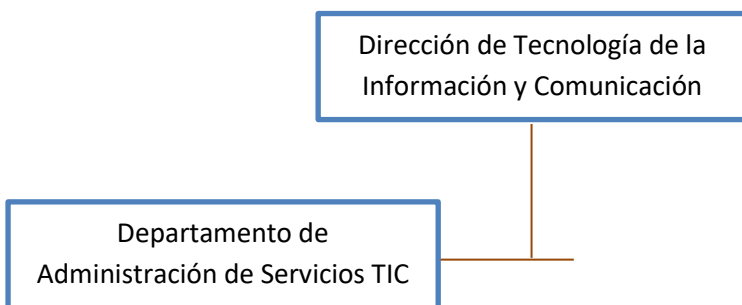 Dirección de Tecnología de la
Información y Comunicación
Departamento de
Administración de Servicios TIC